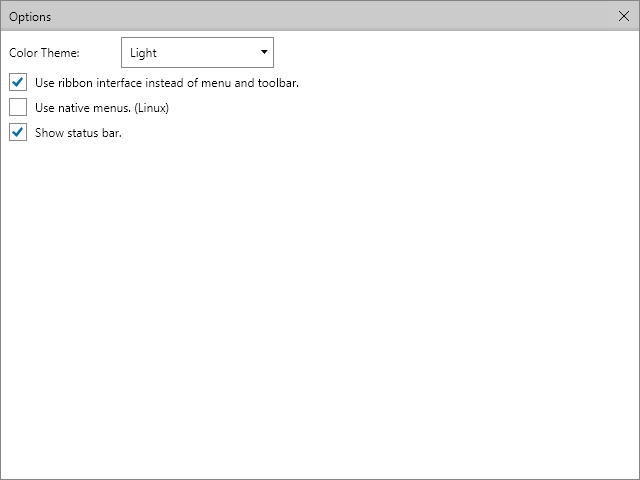 Options
Color Theme: Light
Use ribbon interface instead of menu and toolbar.
Use native menus. (Linux)
Show status bar.